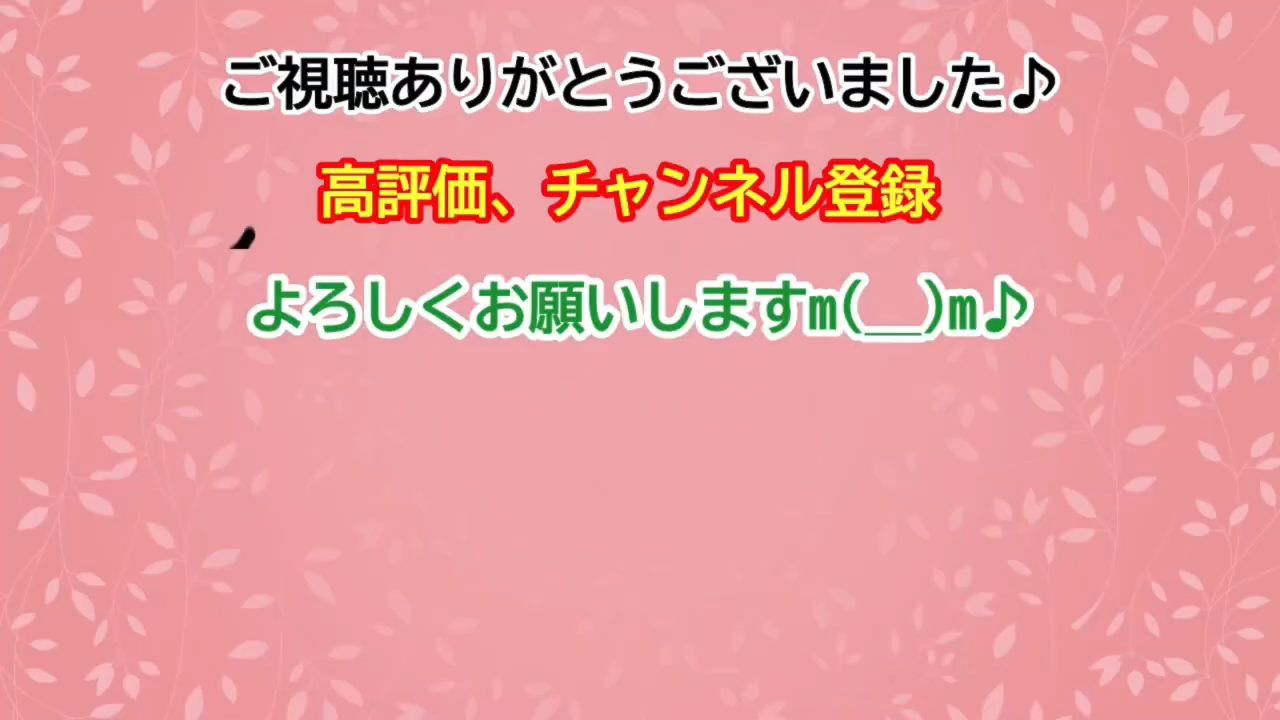 ご視聴ありがとうございました♪
高評価、チャンネル登録
よろしくお願いしますm(__)m♪